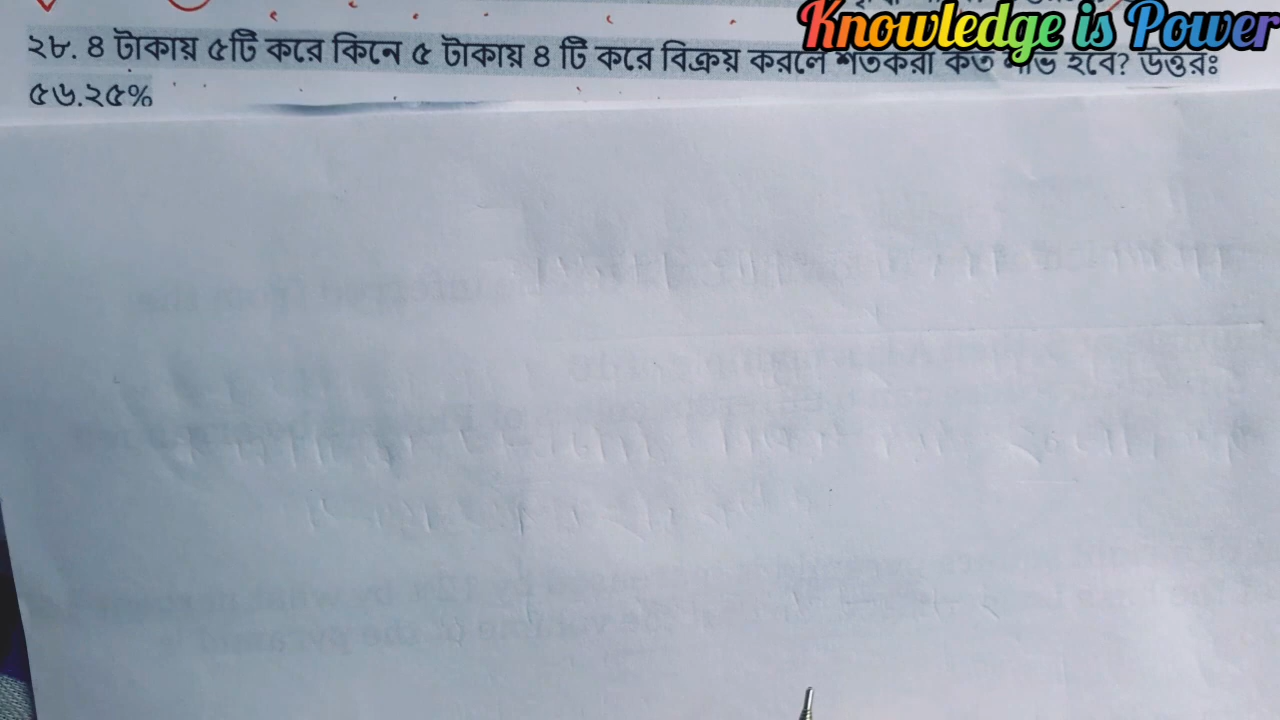 Knowledge is Power
২৮. ৪ টাকায় ৫টি করে কিনে ৫ টাকায় ৪ টি করে বিক্রয় করলে শতকরা কত লাভ হবে? উত্তরঃ
৫৬.২৫%